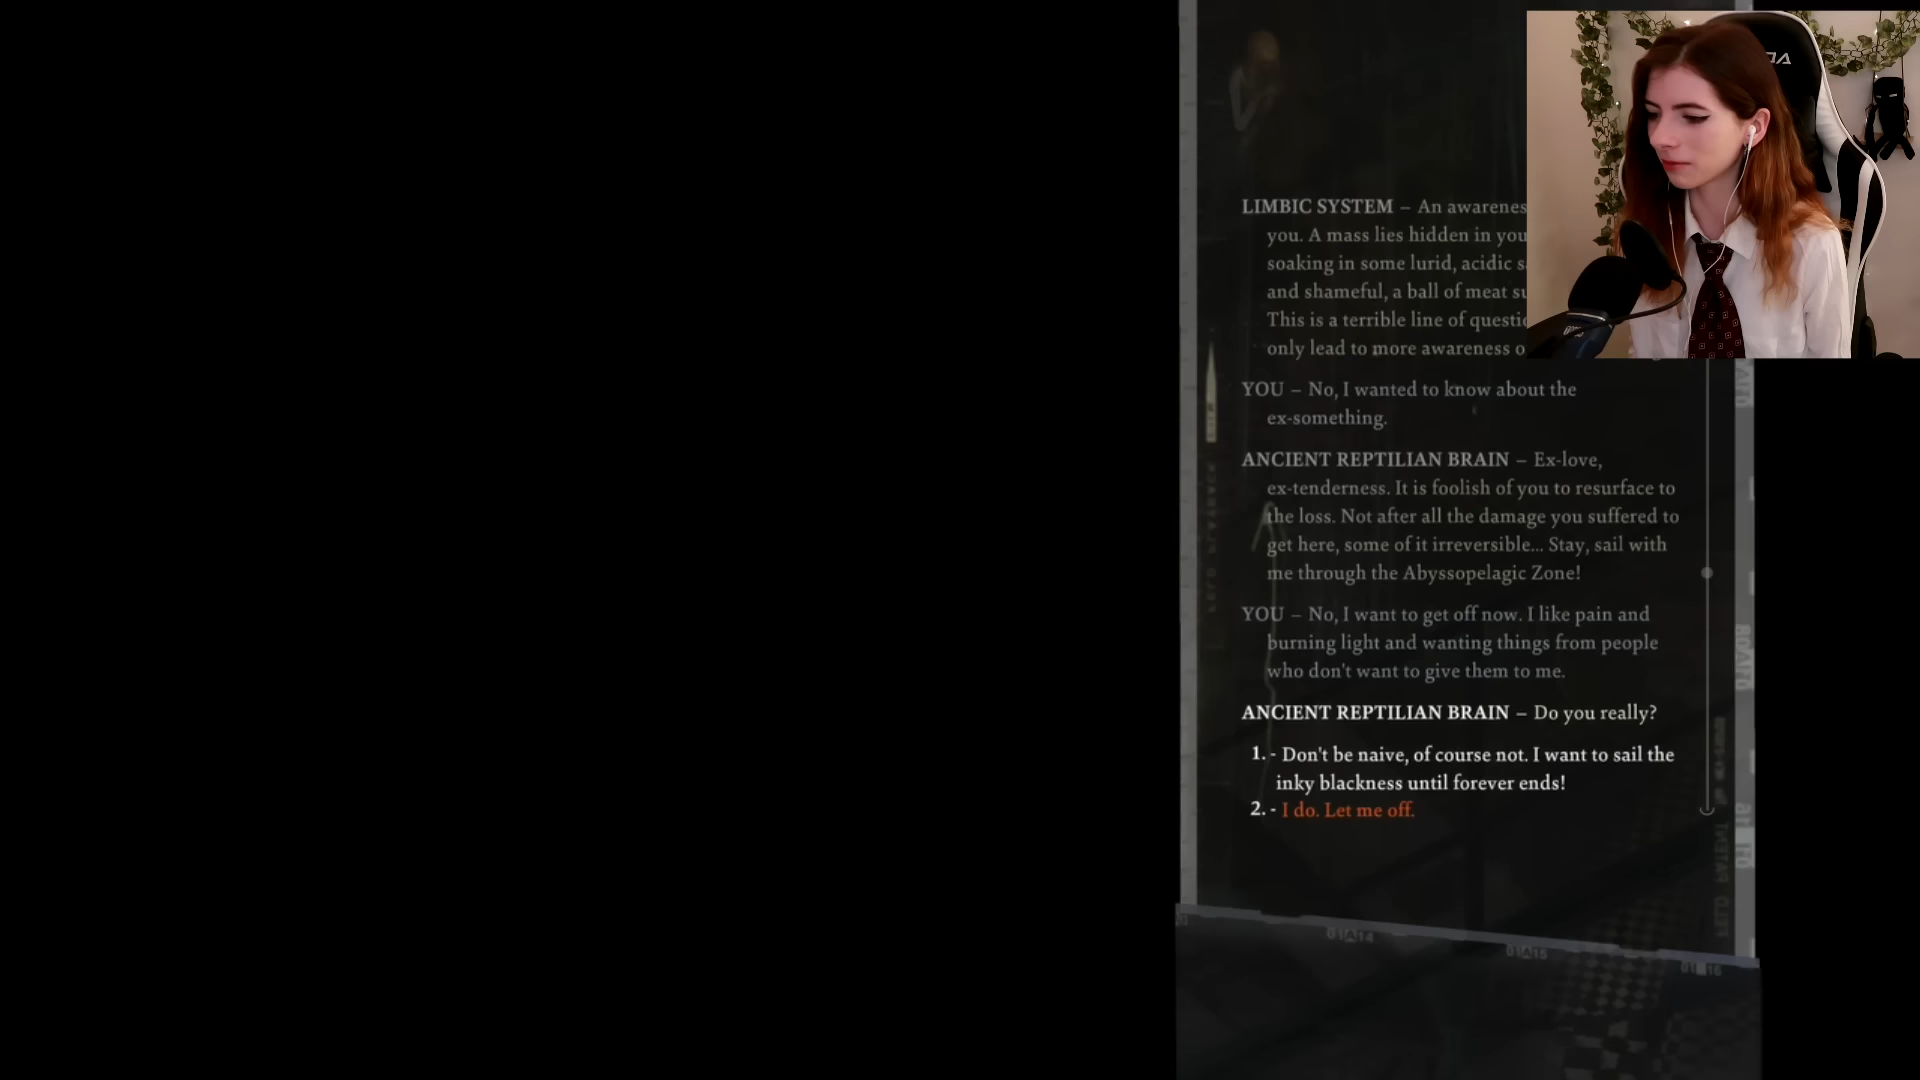 LIMBIC SYSTEM – An awarenes
you. A mass lies hidden in you
soaking in some lurid, acidic s
and shameful, a ball of meat su
This is a terrible line of questio
only lead to more awareness o
YOU – No, I wanted to know about the
ex-something.
ANCIENT REPTILIAN BRAIN – Ex-love,
ex-tenderness. It is foolish of you to resurface to
the loss. Not after all the damage you suffered to
get here, some of it irreversible... Stay, sail with
me through the Abyssopelagic Zone!
YOU – No, I want to get off now. I like pain and
burning light and wanting things from people
who don't want to give them to me.
ANCIENT REPTILIAN BRAIN – Do you really?
1. - Don't be naive, of course not. I want to sail the
inky blackness until forever ends!
2. - I do. Let me off.
01A14
01A15